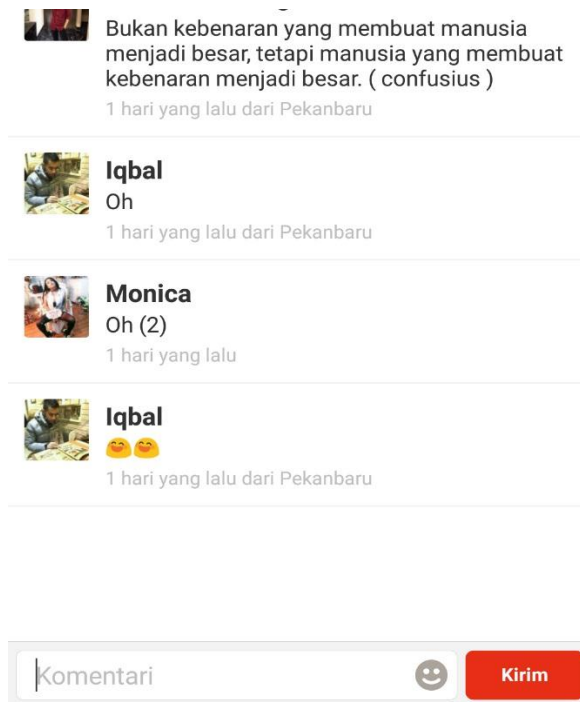 Bukan kebenaran yang membuat manusia
menjadi besar, tetapi manusia yang membuat
kebenaran menjadi besar. ( confusius )
1 hari yang lalu dari Pekanbaru
Iqbal
Oh
1 hari yang lalu dari Pekanbaru
Monica
Oh (2)
1 hari yang lalu
Iqbal
😄😄
1 hari yang lalu dari Pekanbaru
Komentari
Kirim